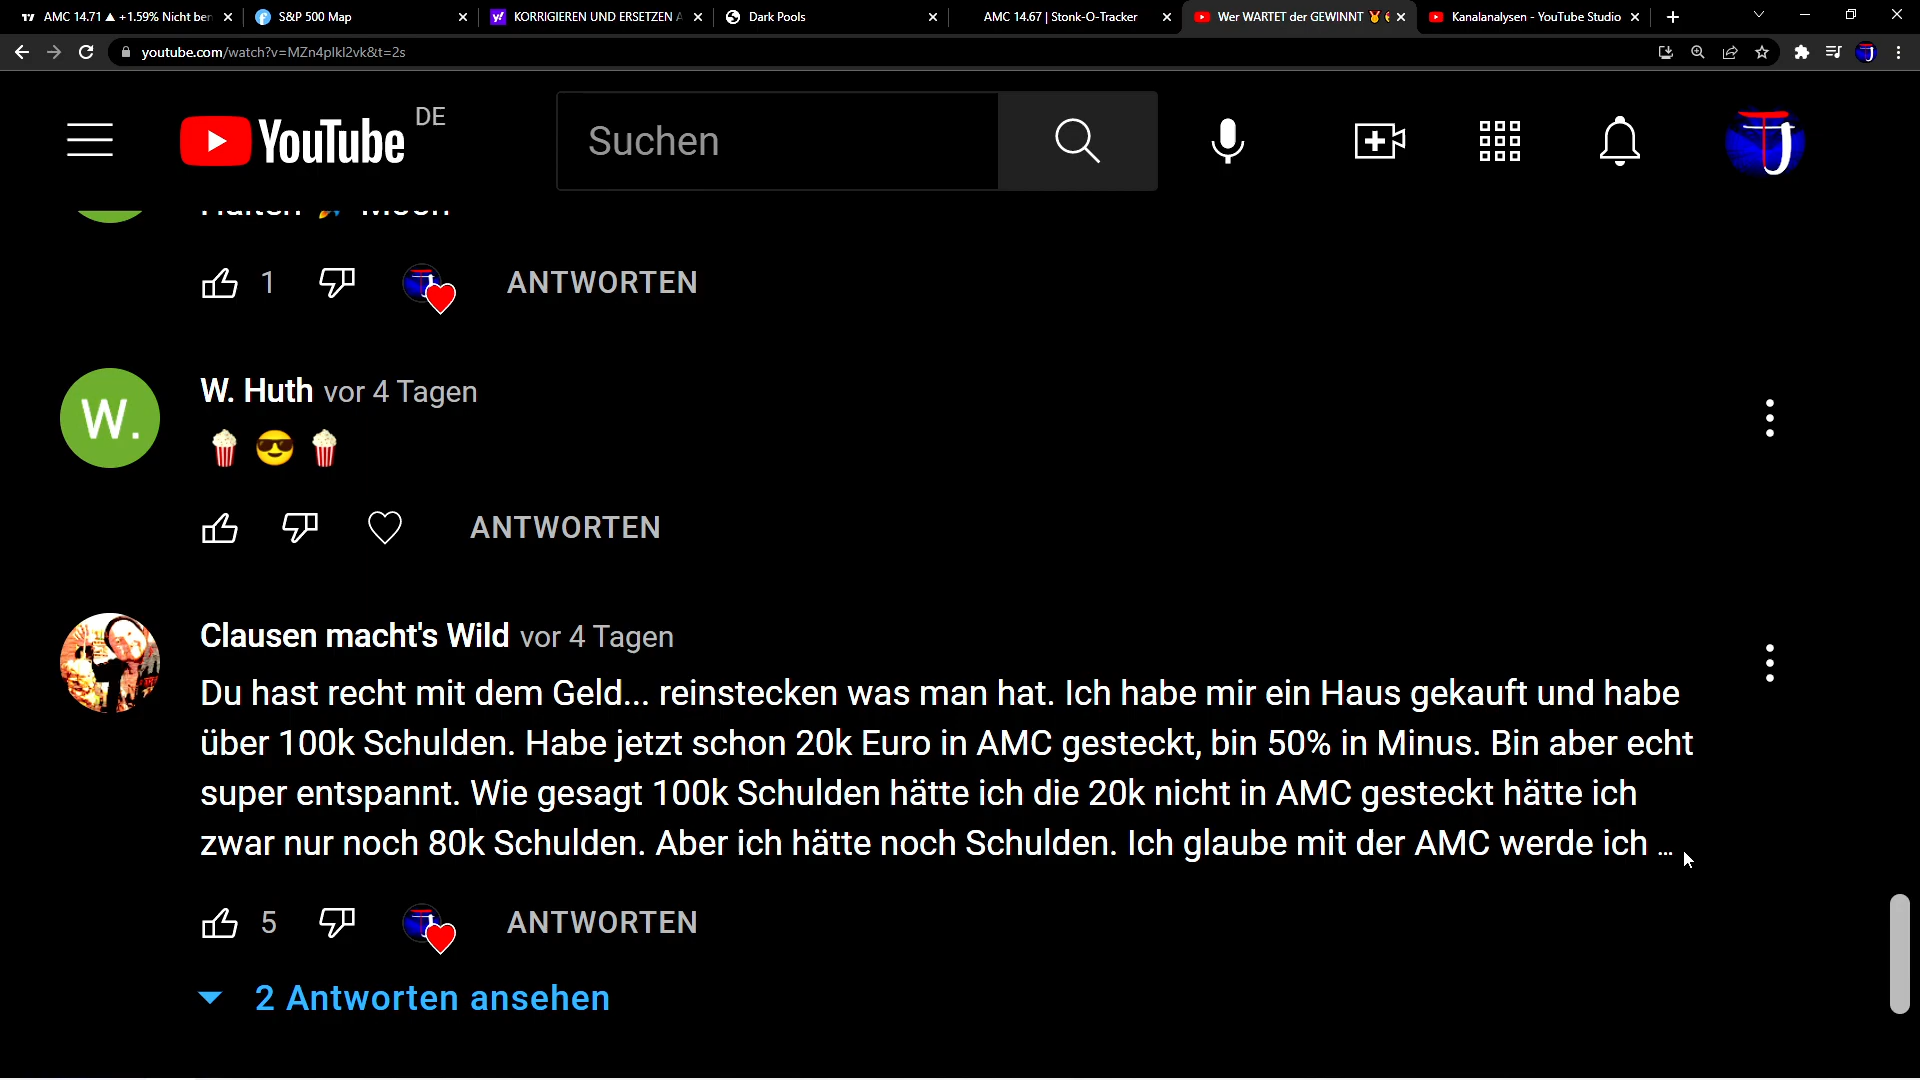 AMC 14.71 ▲ +1.59% Nicht ber
S&P 500 Map
KORRIGIEREN UND ERSETZEN A
Dark Pools
AMC 14.67 | Stonk-O-Tracker
Wer WARTET der GEWINNT
Kanalanalysen - YouTube Studio
youtube.com/watch?v=MZn4plkl2vk&t=2s
YouTube DE
Suchen
Halten 🎉 Moon
1 ANTWORTEN
W.
W. Huth vor 4 Tagen
🍿 😎 🍿
ANTWORTEN
Clausen macht's Wild vor 4 Tagen
Du hast recht mit dem Geld... reinstecken was man hat. Ich habe mir ein Haus gekauft und habe
über 100k Schulden. Habe jetzt schon 20k Euro in AMC gesteckt, bin 50% in Minus. Bin aber echt
super entspannt. Wie gesagt 100k Schulden hätte ich die 20k nicht in AMC gesteckt hätte ich
zwar nur noch 80k Schulden. Aber ich hätte noch Schulden. Ich glaube mit der AMC werde ich ...
5 ANTWORTEN
2 Antworten ansehen